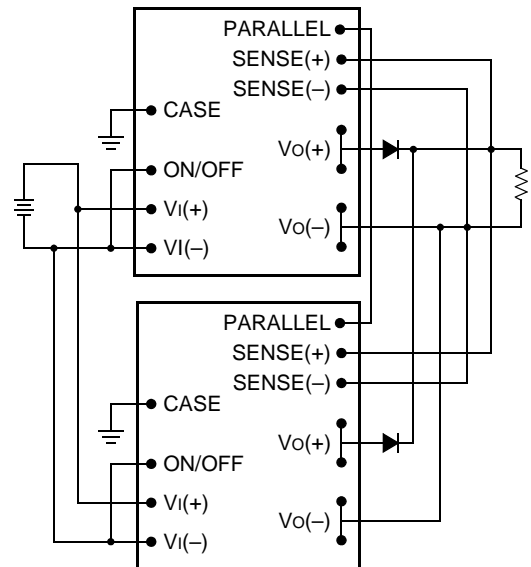 PARALLEL
SENSE(+)
SENSE(–)
CASE
VO(+)
ON/OFF
VI(+)
VO(–)
VI(–)
PARALLEL
SENSE(+)
SENSE(–)
CASE
VO(+)
ON/OFF
VI(+)
VO(–)
VI(–)